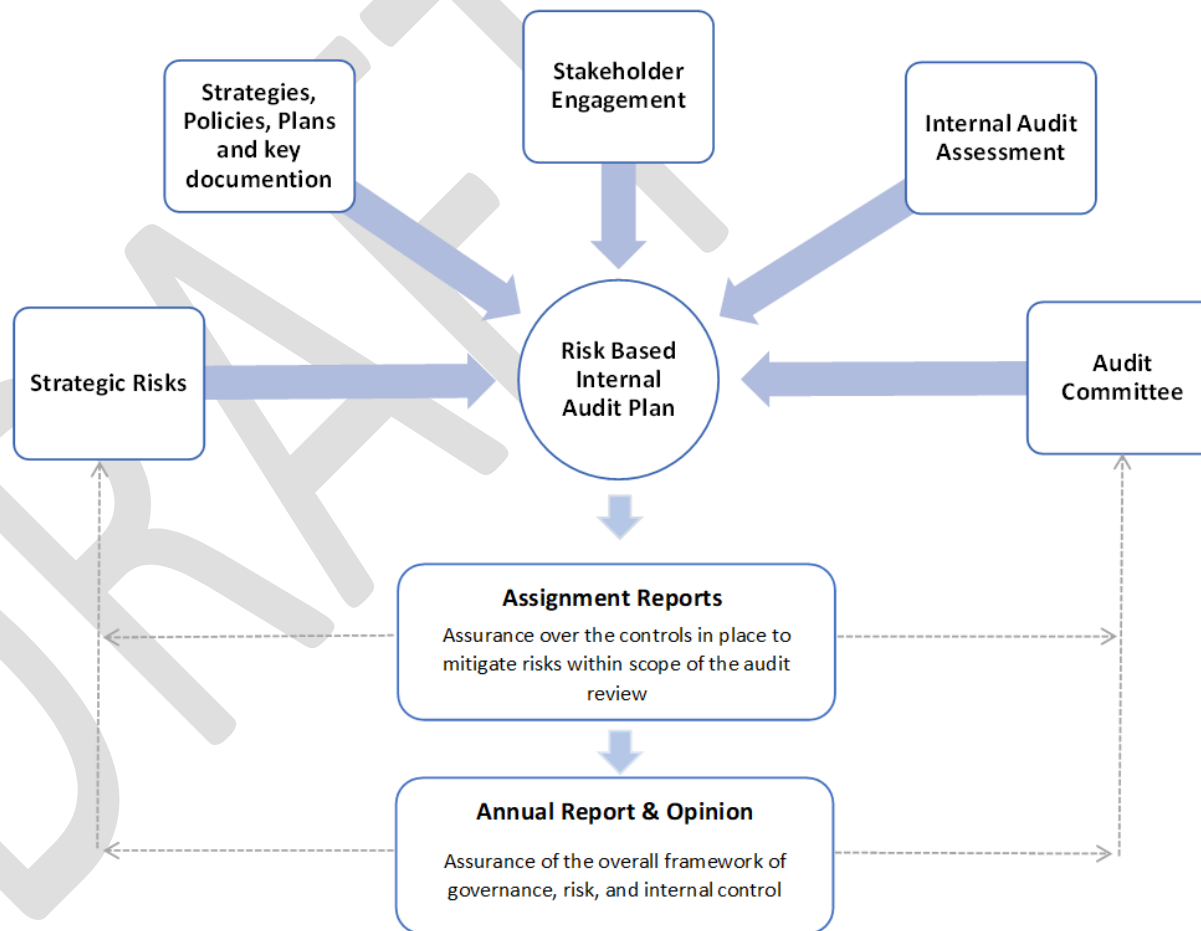 Stakeholder
Engagement
Strategies,
Policies, Plans
and key
documention
Internal Audit
Assessment
Strategic Risks
Risk Based
Internal
Audit Plan
Audit
Committee
Assignment Reports
Assurance over the controls in place to
mitigate risks within scope of the audit
review
Annual Report & Opinion
Assurance of the overall framework of
governance, risk, and internal control
DRAFT